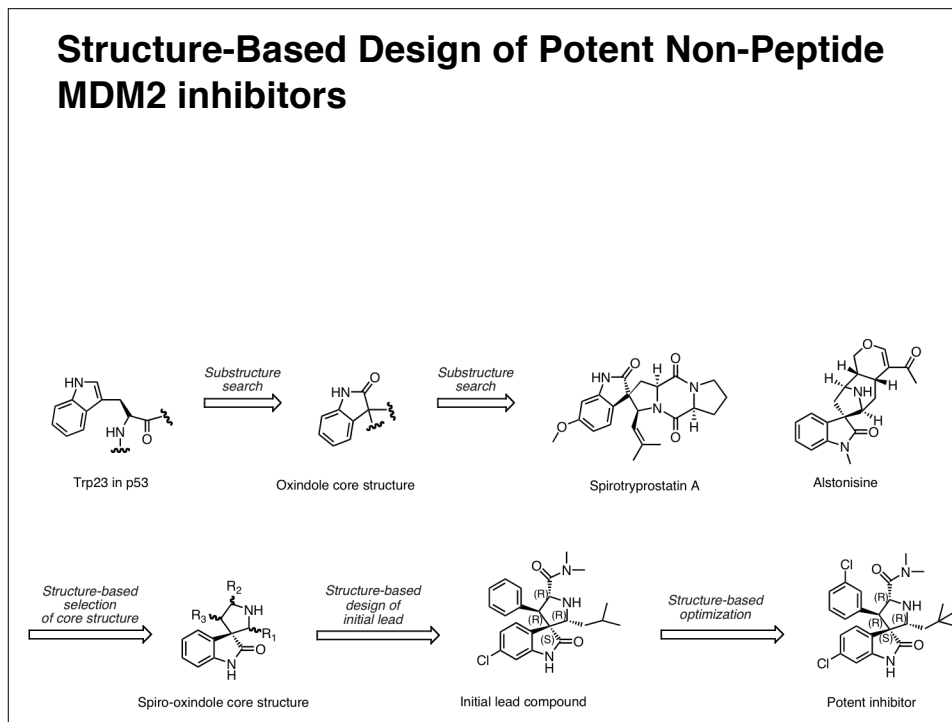 Structure-Based Design of Potent Non-Peptide
MDM2 inhibitors
HN
HN
O
Trp23 in p53
Substructure
search
HN
O
Oxindole core structure
Substructure
search
O
HN
H
O
N
N
O
H
O
Spirotryprostatin A
O
O
H
H
HN
H
O
N
Alstonisine
Structure-based
selection
of core structure
R2
NH
R3
R1
O
N
H
Spiro-oxindole core structure
Structure-based
design of
initial lead
O
N
(R)
NH
(R)
(R)
(S)
O
Cl
N
H
Initial lead compound
Structure-based
optimization
Cl
O
N
(R)
NH
(R)
(R)
(S)
O
Cl
N
H
Potent inhibitor